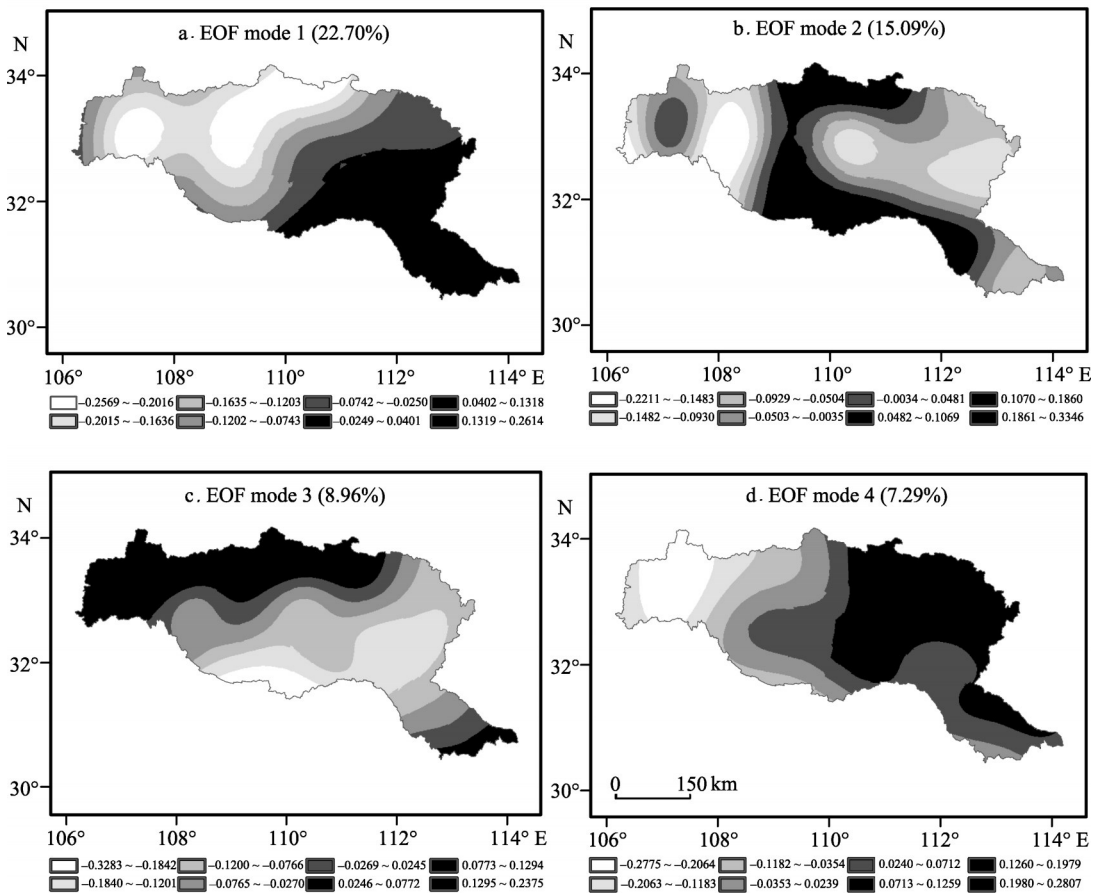 a. EOF mode 1 (22.70%)
N
34°
32°
30°
106° 108° 110° 112° 114° E
−0.2569 ~ −0.2016 −0.1635 ~ −0.1203 −0.0742 ~ −0.0250 0.0402 ~ 0.1318
−0.2015 ~ −0.1636 −0.1202 ~ −0.0743 −0.0249 ~ 0.0401 0.1319 ~ 0.2614
b. EOF mode 2 (15.09%)
N
34°
32°
30°
106° 108° 110° 112° 114° E
−0.2211 ~ −0.1483 −0.0929 ~ −0.0504 −0.0034 ~ 0.0481 0.1070 ~ 0.1860
−0.1482 ~ −0.0930 −0.0503 ~ −0.0035 0.0482 ~ 0.1069 0.1861 ~ 0.3346
c. EOF mode 3 (8.96%)
N
34°
32°
30°
106° 108° 110° 112° 114° E
−0.3283 ~ −0.1842 −0.1200 ~ −0.0766 −0.0269 ~ 0.0245 0.0773 ~ 0.1294
−0.1840 ~ −0.1201 −0.0765 ~ −0.0270 0.0246 ~ 0.0772 0.1295 ~ 0.2375
d. EOF mode 4 (7.29%)
N
34°
32°
30°
0 150 km
106° 108° 110° 112° 114° E
−0.2775 ~ −0.2064 −0.1182 ~ −0.0354 0.0240 ~ 0.0712 0.1260 ~ 0.1979
−0.2063 ~ −0.1183 −0.0353 ~ 0.0239 0.0713 ~ 0.1259 0.1980 ~ 0.2807